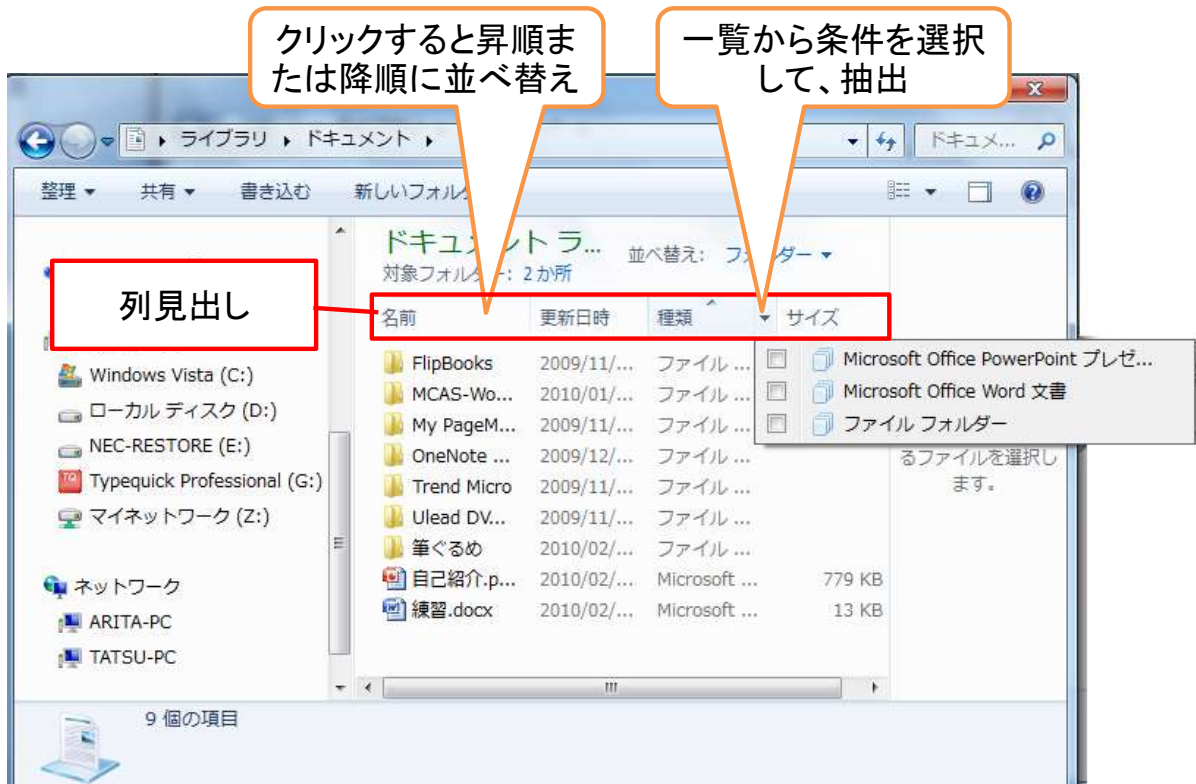 クリックすると昇順ま
たは降順に並べ替え
一覧から条件を選択
して、抽出
ライブラリ ▸ ドキュメント ▸
ドキュメ...
整理 ▼ 共有 ▼ 書き込む 新しいフォル
ドキュメント ラ...
並べ替え: フォルダー ▼
対象フォルダー: 2 か所
列見出し
名前 更新日時 種類 サイズ
Microsoft Office PowerPoint プレゼ...
Microsoft Office Word 文書
ファイル フォルダー
FlipBooks 2009/11/... ファイル ...
MCAS-Wo... 2010/01/... ファイル ...
My PageM... 2009/11/... ファイル ...
OneNote ... 2009/12/... ファイル ...
Trend Micro 2009/11/... ファイル ...
Ulead DV... 2009/11/... ファイル ...
筆ぐるめ 2010/02/... ファイル ...
自己紹介.p... 2010/02/... Microsoft ... 779 KB
練習.docx 2010/02/... Microsoft ... 13 KB
るファイルを選択し
ます。
Windows Vista (C:)
ローカル ディスク (D:)
NEC-RESTORE (E:)
TQ
Typequick Professional (G:)
マイネットワーク (Z:)
ネットワーク
ARITA-PC
TATSU-PC
9 個の項目